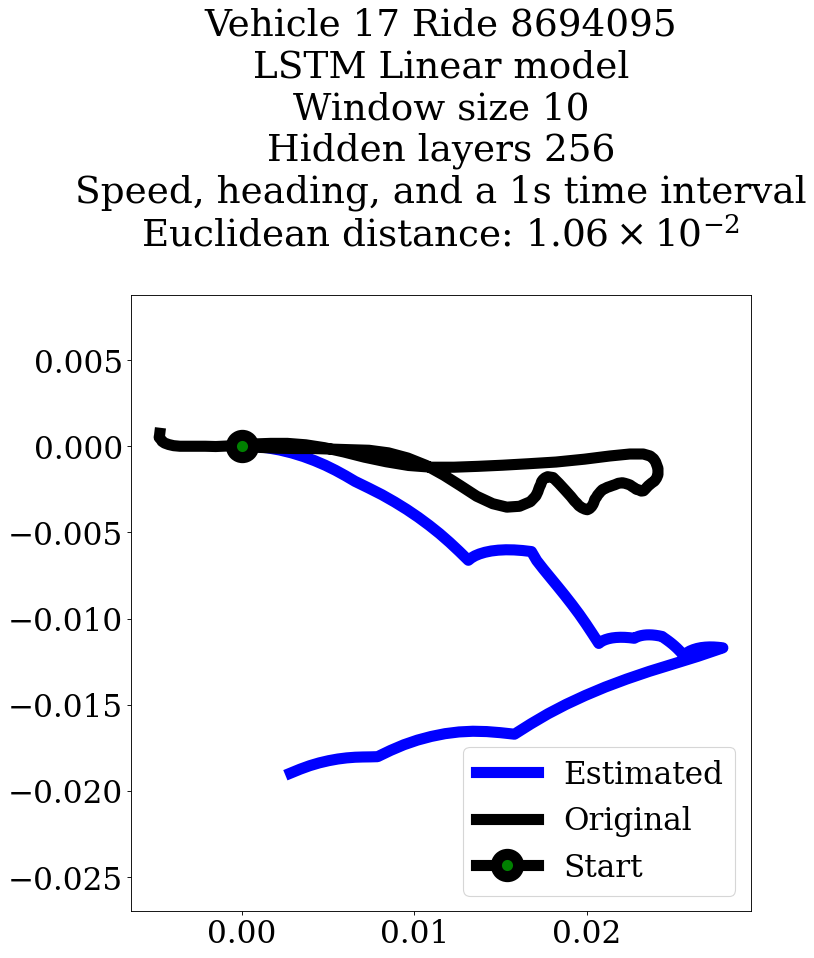 Vehicle 17 Ride 8694095
LSTM Linear model
Window size 10
Hidden layers 256
Speed, heading, and a 1s time interval
Euclidean distance: 1.06 × 10⁻²
0.005
0.000
−0.005
−0.010
−0.015
−0.020
−0.025
Estimated
Original
Start
0.00 0.01 0.02